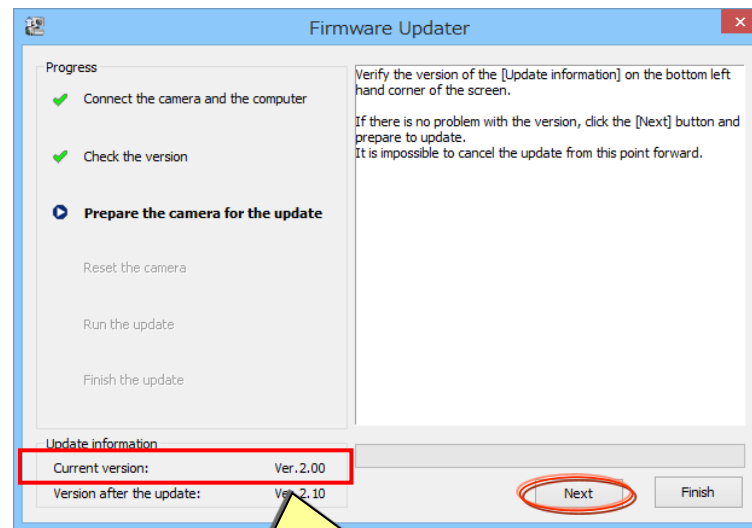 Firmware Updater
Progress
Connect the camera and the computer
Check the version
Prepare the camera for the update
Reset the camera
Run the update
Finish the update
Verify the version of the [Update information] on the bottom left
hand corner of the screen.
If there is no problem with the version, click the [Next] button and
prepare to update.
It is impossible to cancel the update from this point forward.
Update information
Current version: Ver.2.00
Version after the update: Ver.2.10
Next
Finish